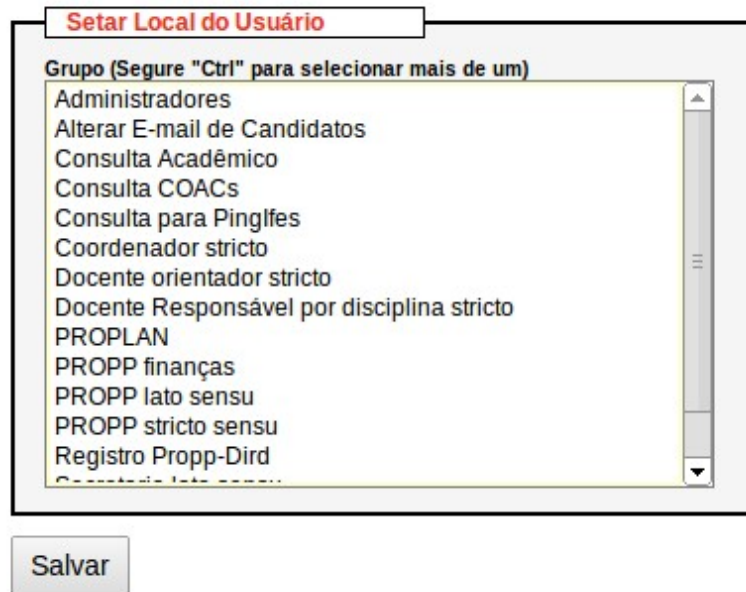 Setar Local do Usuário
Grupo (Segure "Ctrl" para selecionar mais de um)
Administradores
Alterar E-mail de Candidatos
Consulta Acadêmico
Consulta COACs
Consulta para PingIfes
Coordenador stricto
Docente orientador stricto
Docente Responsável por disciplina stricto
PROPLAN
PROPP finanças
PROPP lato sensu
PROPP stricto sensu
Registro Propp-Dird
Salvar